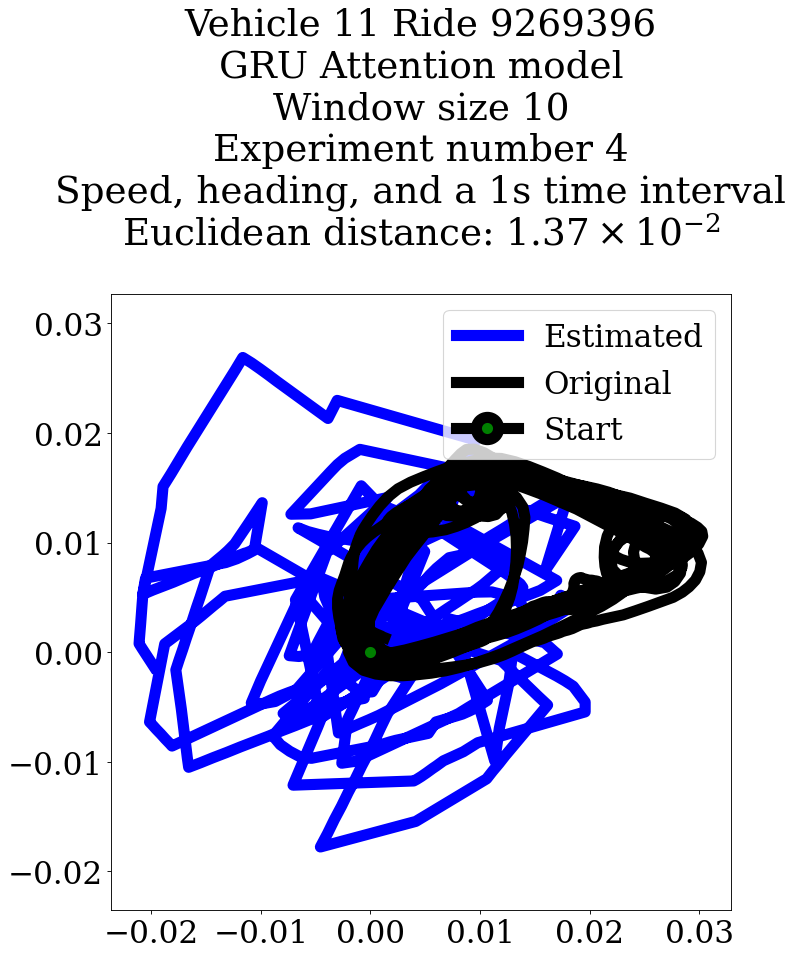 Vehicle 11 Ride 9269396
GRU Attention model
Window size 10
Experiment number 4
Speed, heading, and a 1s time interval
Euclidean distance: 1.37 × 10⁻²
Estimated
Original
Start
0.03
0.02
0.01
0.00
−0.01
−0.02
−0.02 −0.01 0.00 0.01 0.02 0.03